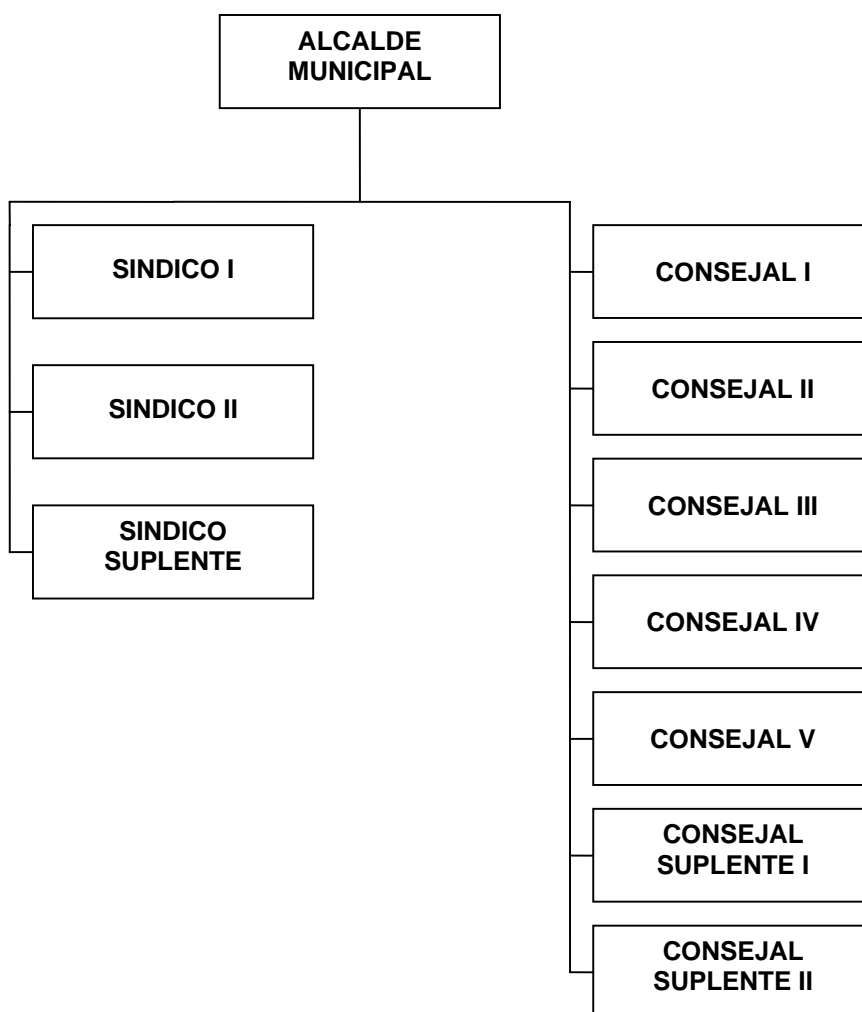 ALCALDE
MUNICIPAL
SINDICO I
SINDICO II
SINDICO
SUPLENTE
CONSEJAL I
CONSEJAL II
CONSEJAL III
CONSEJAL IV
CONSEJAL V
CONSEJAL
SUPLENTE I
CONSEJAL
SUPLENTE II